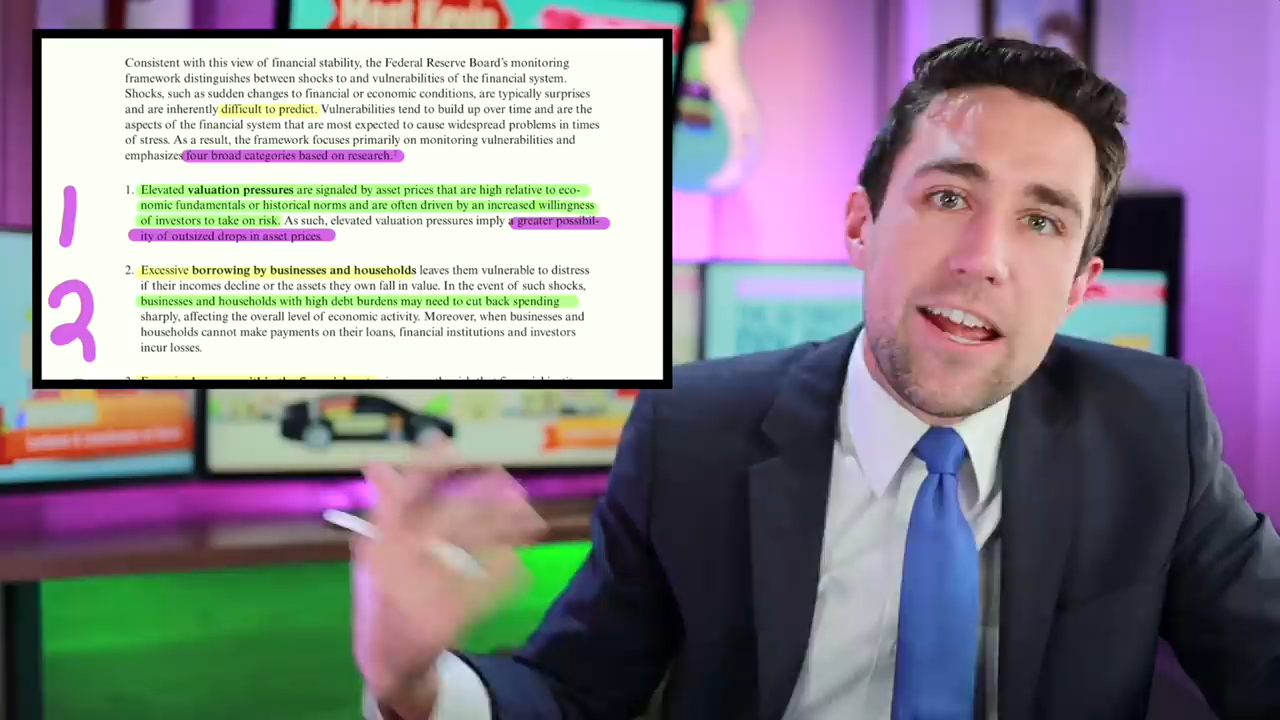 Meet Kevin
Consistent with this view of financial stability, the Federal Reserve Board's monitoring
framework distinguishes between shocks to and vulnerabilities of the financial system.
Shocks, such as sudden changes to financial or economic conditions, are typically surprises
and are inherently difficult to predict. Vulnerabilities tend to build up over time and are the
aspects of the financial system that are most expected to cause widespread problems in times
of stress. As a result, the framework focuses primarily on monitoring vulnerabilities and
emphasizes four broad categories based on research.
1
1. Elevated valuation pressures are signaled by asset prices that are high relative to eco-
nomic fundamentals or historical norms and are often driven by an increased willingness
of investors to take on risk. As such, elevated valuation pressures imply a greater possibil-
ity of outsized drops in asset prices.
2
2. Excessive borrowing by businesses and households leaves them vulnerable to distress
if their incomes decline or the assets they own fall in value. In the event of such shocks,
businesses and households with high debt burdens may need to cut back spending
sharply, affecting the overall level of economic activity. Moreover, when businesses and
households cannot make payments on their loans, financial institutions and investors
incur losses.